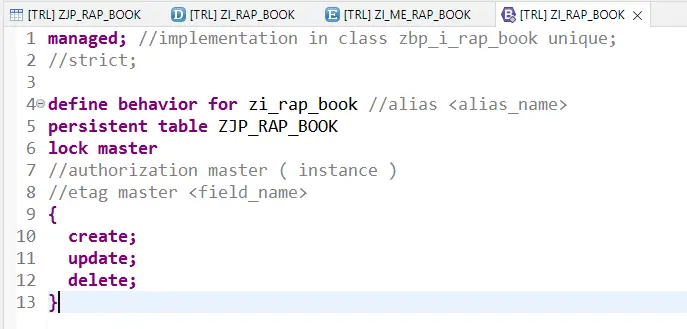 [TRL] ZJP_RAP_BOOK [TRL] ZI_RAP_BOOK [TRL] ZI_ME_RAP_BOOK [TRL] ZI_RAP_BOOK
1 managed; //implementation in class zbp_i_rap_book unique;
2 //strict;
3
4 define behavior for zi_rap_book //alias <alias_name>
5 persistent table ZJP_RAP_BOOK
6 lock master
7 //authorization master ( instance )
8 //etag master <field_name>
9 {
10 create;
11 update;
12 delete;
13 }